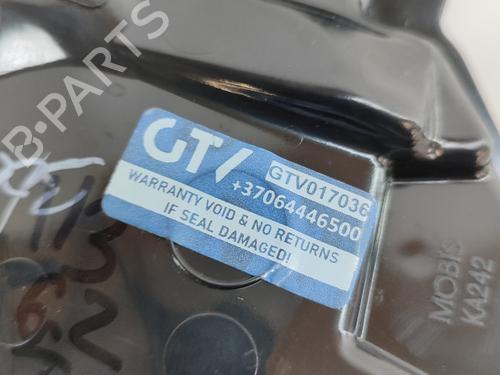 B-PARTS
GTV
GTV017036
+37064446500
WARRANTY VOID & NO RETURNS
IF SEAL DAMAGED!
MOBIS
KA242